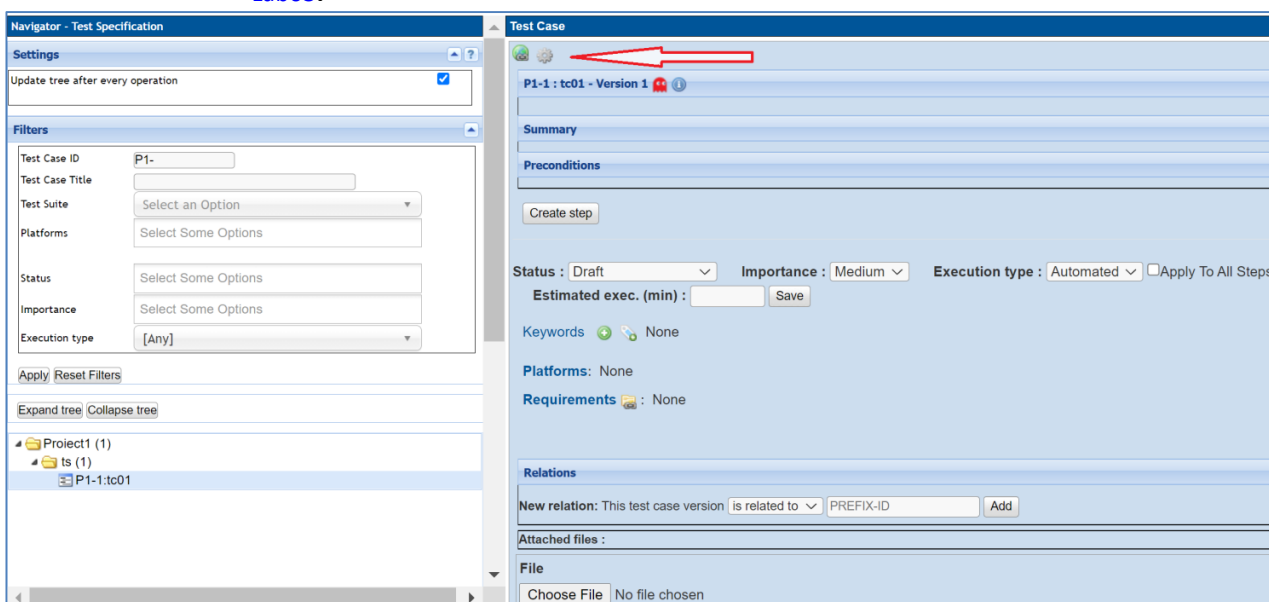 Navigator - Test Specification
Settings
?
Update tree after every operation
Filters
Test Case ID P1-
Test Case Title
Test Suite Select an Option
Platforms Select Some Options
Status Select Some Options
Importance Select Some Options
Execution type [Any]
Apply Reset Filters
Expand tree Collapse tree
Project1 (1)
ts (1)
P1-1:tc01
Test Case
P1-1 : tc01 - Version 1
Summary
Preconditions
Create step
Status : Draft Importance : Medium Execution type : Automated Apply To All Steps
Estimated exec. (min) : Save
Keywords None
Platforms: None
Requirements : None
Relations
New relation: This test case version is related to PREFIX-ID Add
Attached files :
File
Choose File No file chosen